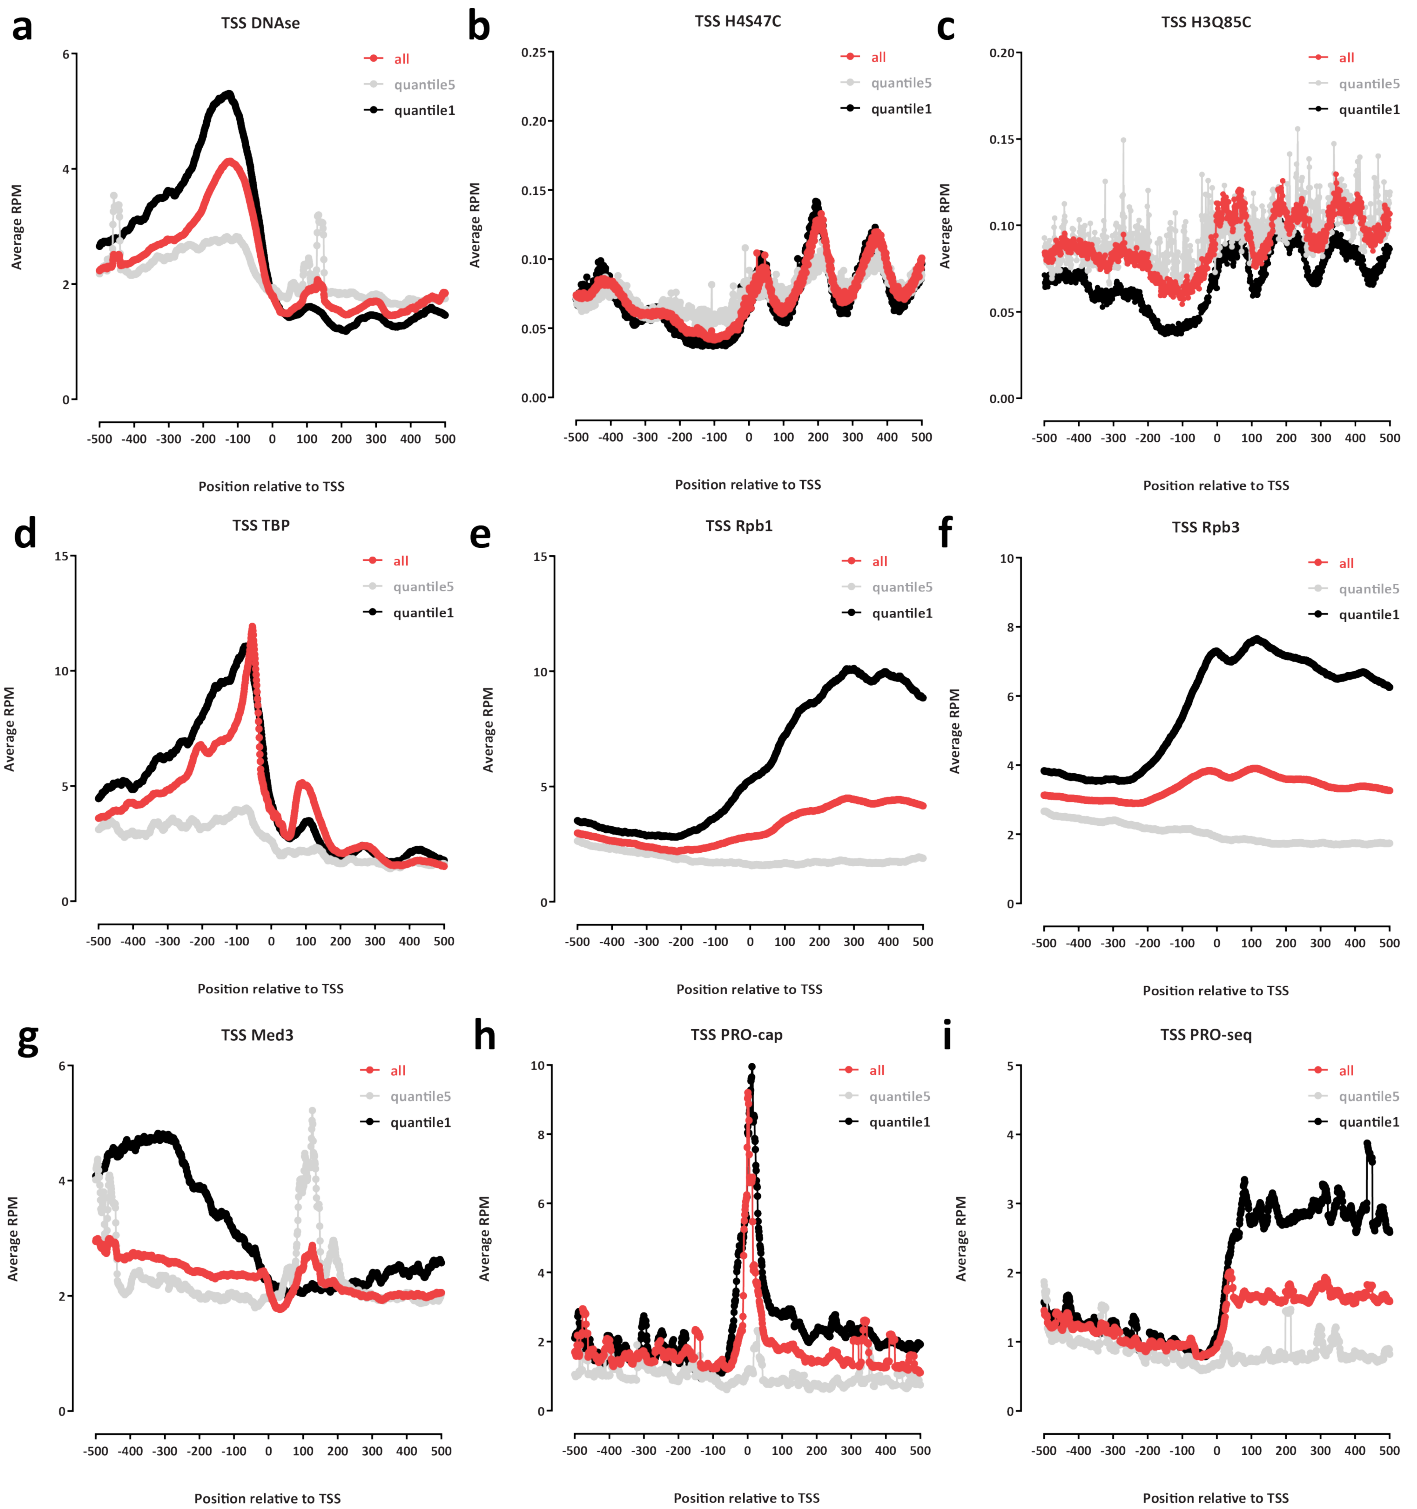 a
TSS DNAse
all
quantile5
quantile1
Average RPM
6
4
2
0
-500 -400 -300 -200 -100 0 100 200 300 400 500
Position relative to TSS
b
TSS H4S47C
all
quantile5
quantile1
Average RPM
0.25
0.20
0.15
0.10
0.05
0.00
-500 -400 -300 -200 -100 0 100 200 300 400 500
Position relative to TSS
c
TSS H3Q85C
all
quantile5
quantile1
Average RPM
0.20
0.15
0.10
0.05
0.00
-500 -400 -300 -200 -100 0 100 200 300 400 500
Position relative to TSS
d
TSS TBP
all
quantile5
quantile1
Average RPM
15
10
5
0
-500 -400 -300 -200 -100 0 100 200 300 400 500
Position relative to TSS
e
TSS Rpb1
all
quantile5
quantile1
Average RPM
15
10
5
0
-500 -400 -300 -200 -100 0 100 200 300 400 500
Position relative to TSS
f
TSS Rpb3
all
quantile5
quantile1
Average RPM
10
8
6
4
2
0
-500 -400 -300 -200 -100 0 100 200 300 400 500
Position relative to TSS
g
TSS Med3
all
quantile5
quantile1
Average RPM
6
4
2
0
-500 -400 -300 -200 -100 0 100 200 300 400 500
Position relative to TSS
h
TSS PRO-cap
all
quantile5
quantile1
Average RPM
10
8
6
4
2
0
-500 -400 -300 -200 -100 0 100 200 300 400 500
Position relative to TSS
i
TSS PRO-seq
all
quantile5
quantile1
Average RPM
5
4
3
2
1
0
-500 -400 -300 -200 -100 0 100 200 300 400 500
Position relative to TSS